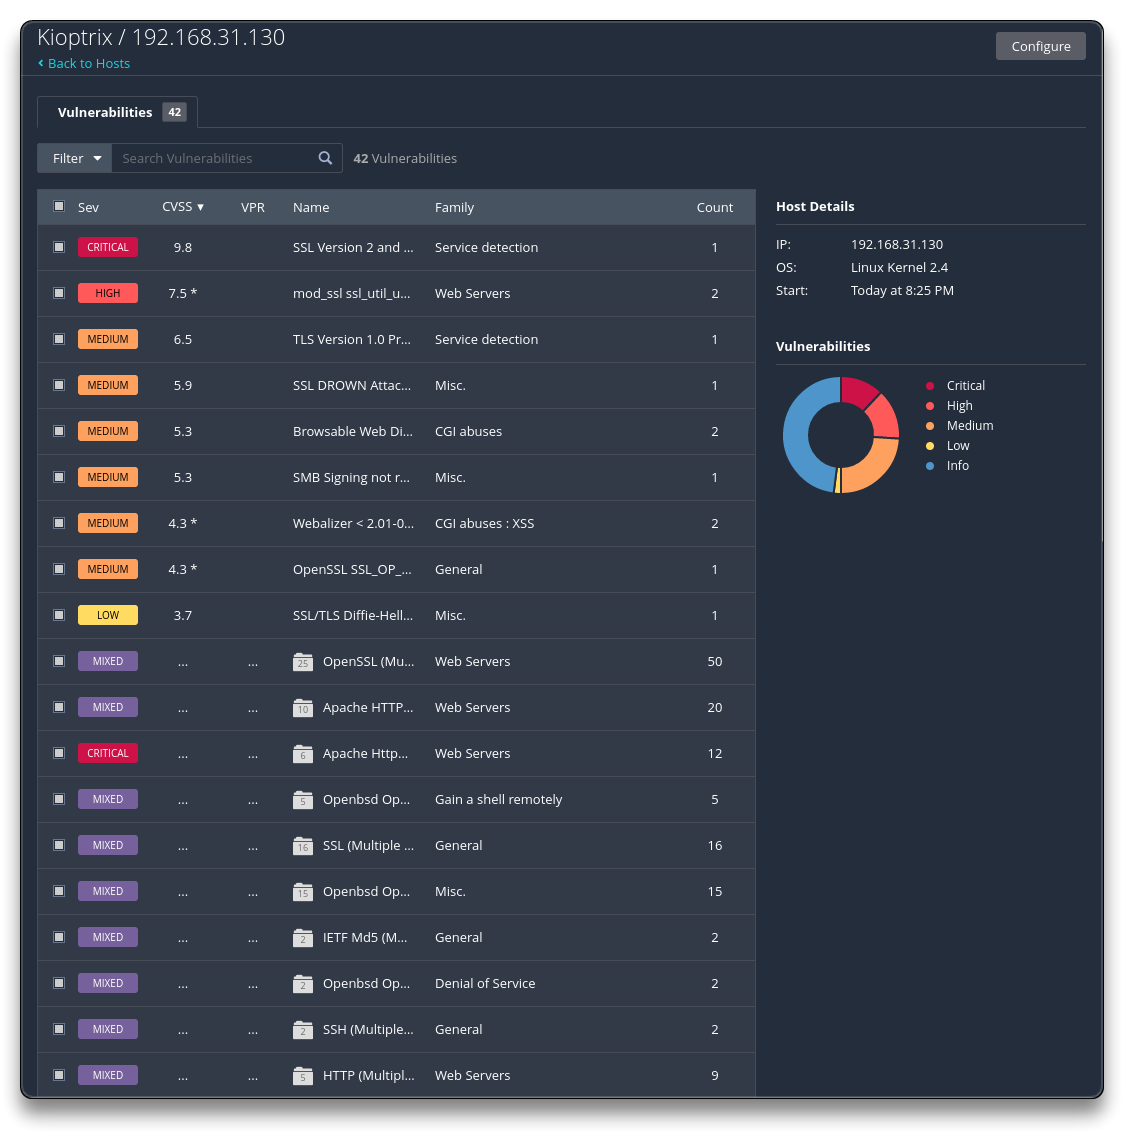 Kioptrix / 192.168.31.130
Configure
Back to Hosts
Vulnerabilities 42
Filter Search Vulnerabilities 42 Vulnerabilities
Sev CVSS ▼ VPR Name Family Count
CRITICAL 9.8 SSL Version 2 and ... Service detection 1
HIGH 7.5 * mod_ssl ssl_util_u... Web Servers 2
MEDIUM 6.5 TLS Version 1.0 Pr... Service detection 1
MEDIUM 5.9 SSL DROWN Attac... Misc. 1
MEDIUM 5.3 Browsable Web Di... CGI abuses 2
MEDIUM 5.3 SMB Signing not r... Misc. 1
MEDIUM 4.3 * Webalizer < 2.01-0... CGI abuses : XSS 2
MEDIUM 4.3 * OpenSSL SSL_OP_... General 1
LOW 3.7 SSL/TLS Diffie-Hell... Misc. 1
MIXED ... ... 25 OpenSSL (Mu... Web Servers 50
MIXED ... ... 10 Apache HTTP... Web Servers 20
CRITICAL ... ... 6 Apache Http... Web Servers 12
MIXED ... ... 5 Openbsd Op... Gain a shell remotely 5
MIXED ... ... 16 SSL (Multiple ... General 16
MIXED ... ... 15 Openbsd Op... Misc. 15
MIXED ... ... 2 IETF Md5 (M... General 2
MIXED ... ... 2 Openbsd Op... Denial of Service 2
MIXED ... ... 2 SSH (Multiple... General 2
MIXED ... ... 5 HTTP (Multipl... Web Servers 9
Host Details
IP: 192.168.31.130
OS: Linux Kernel 2.4
Start: Today at 8:25 PM
Vulnerabilities
Critical
High
Medium
Low
Info